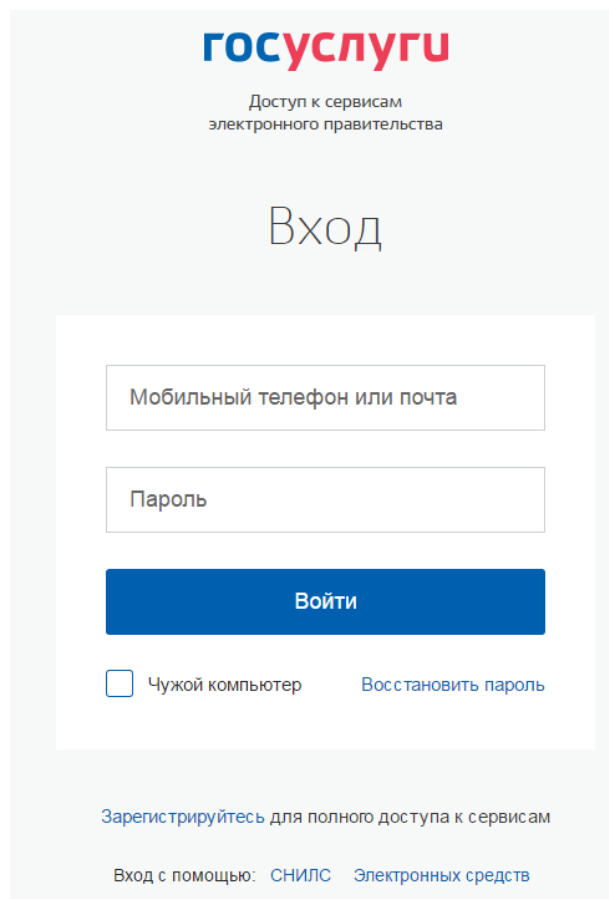 госуслуги
Доступ к сервисам
электронного правительства
Вход
Мобильный телефон или почта
Пароль
Войти
Чужой компьютер Восстановить пароль
Зарегистрируйтесь для полного доступа к сервисам
Вход с помощью: СНИЛС Электронных средств